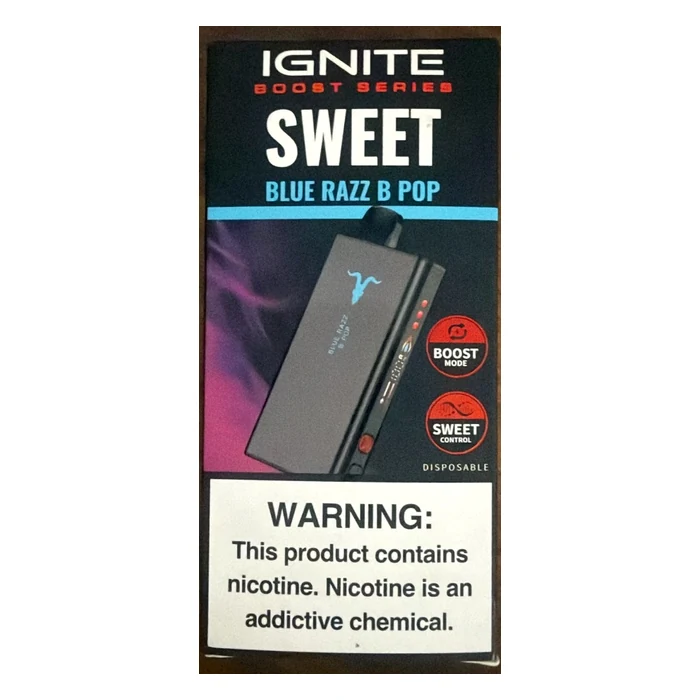 IGNITE
BOOST SERIES
SWEET
BLUE RAZZ B POP
BLUE RAZZ
B POP
100
BOOST
MODE
SWEET
CONTROL
DISPOSABLE
WARNING:
This product contains
nicotine. Nicotine is an
addictive chemical.